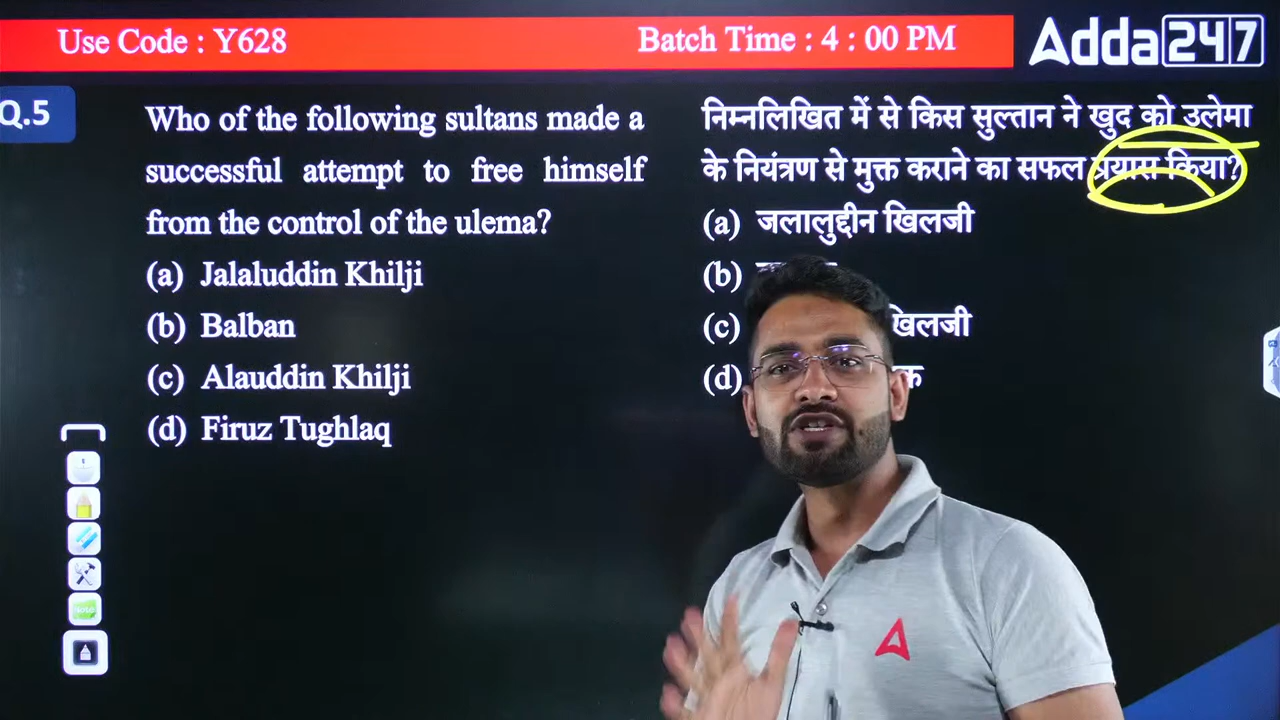 Use Code : Y628
Batch Time : 4 : 00 PM
Adda247
Q.5
Who of the following sultans made a
successful attempt to free himself
from the control of the ulema?
(a) Jalaluddin Khilji
(b) Balban
(c) Alauddin Khilji
(d) Firuz Tughlaq
निम्नलिखित में से किस सुल्तान ने खुद को उलेमा
के नियंत्रण से मुक्त कराने का सफल प्रयास किया?
(a) जलालुद्दीन खिलजी
(b)
(c) खिलजी
(d)